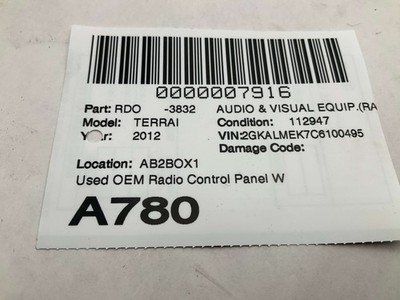 0000007916
Part: RDO -3832 AUDIO & VISUAL EQUIP.(RA
Model: TERRAI Condition: 112947
Year: 2012 VIN:2GKALMEK7C6100495
Damage Code:
Location: AB2BOX1
Used OEM Radio Control Panel W
A780